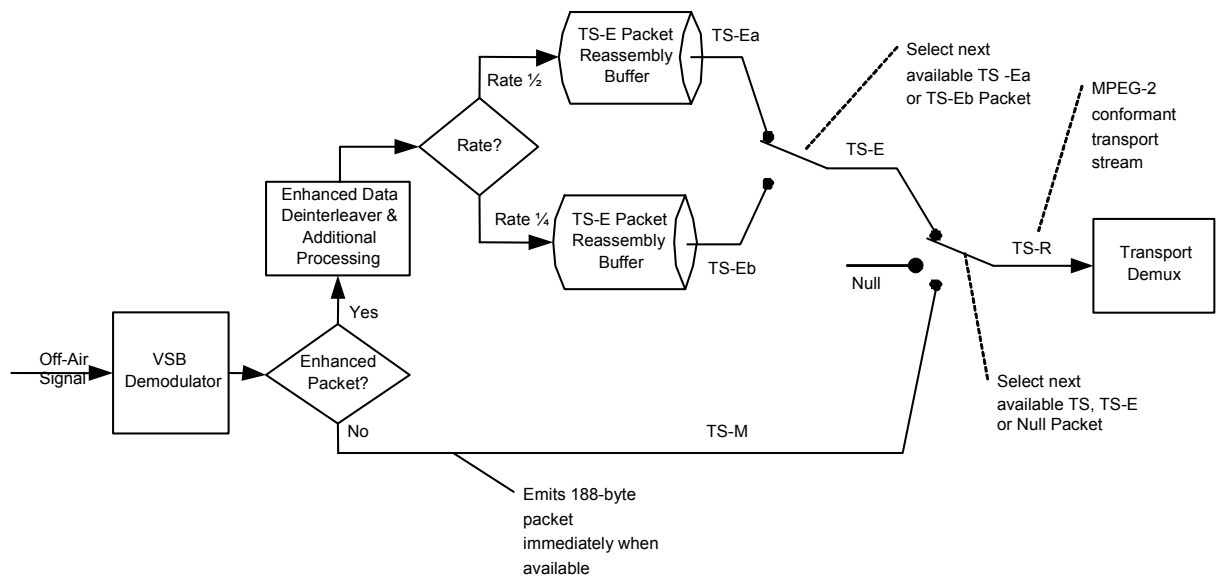 TS-E Packet
Reassembly
Buffer
TS-Ea
Select next
available TS -Ea
or TS-Eb Packet
Rate ½
MPEG-2
conformant
transport
stream
Rate?
TS-E
Enhanced Data
Deinterleaver &
Additional
Processing
Rate ¼
TS-E Packet
Reassembly
Buffer
TS-Eb
TS-R
Transport
Demux
Null
Yes
Off-Air
Signal
VSB
Demodulator
Enhanced
Packet?
Select next
available TS, TS-E
or Null Packet
No
TS-M
Emits 188-byte
packet
immediately when
available